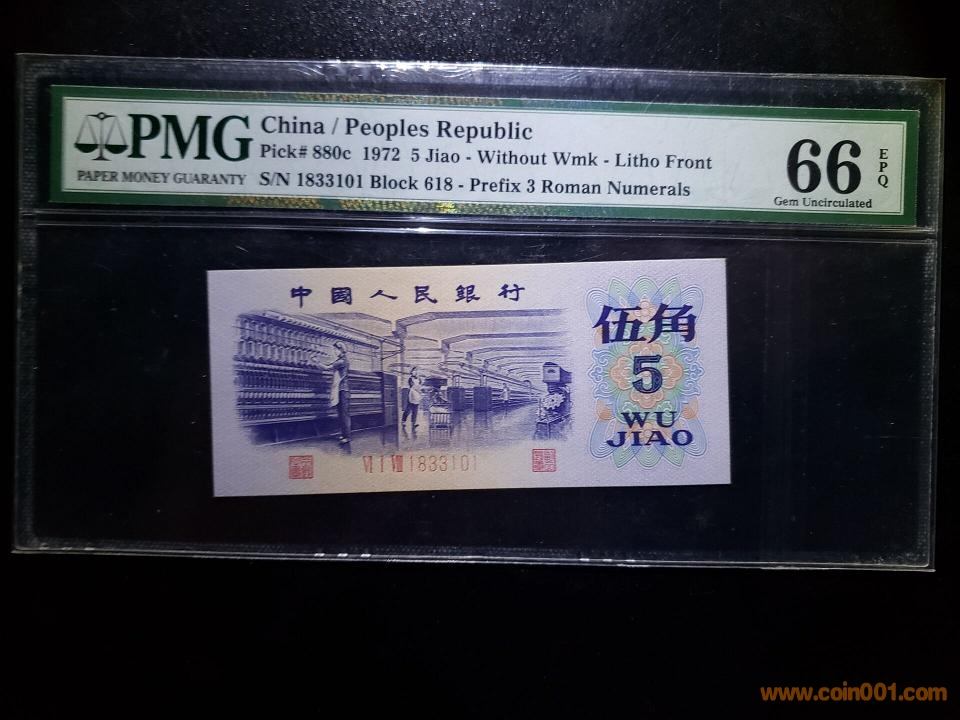 PMG
PAPER MONEY GUARANTY
China / Peoples Republic
Pick# 880c 1972 5 Jiao - Without Wmk - Litho Front
S/N 1833101 Block 618 - Prefix 3 Roman Numerals
66
EPQ
Gem Uncirculated
中國人民銀行
伍角
5
WU
JIAO
VI I VIII 1833101
www.coin001.com